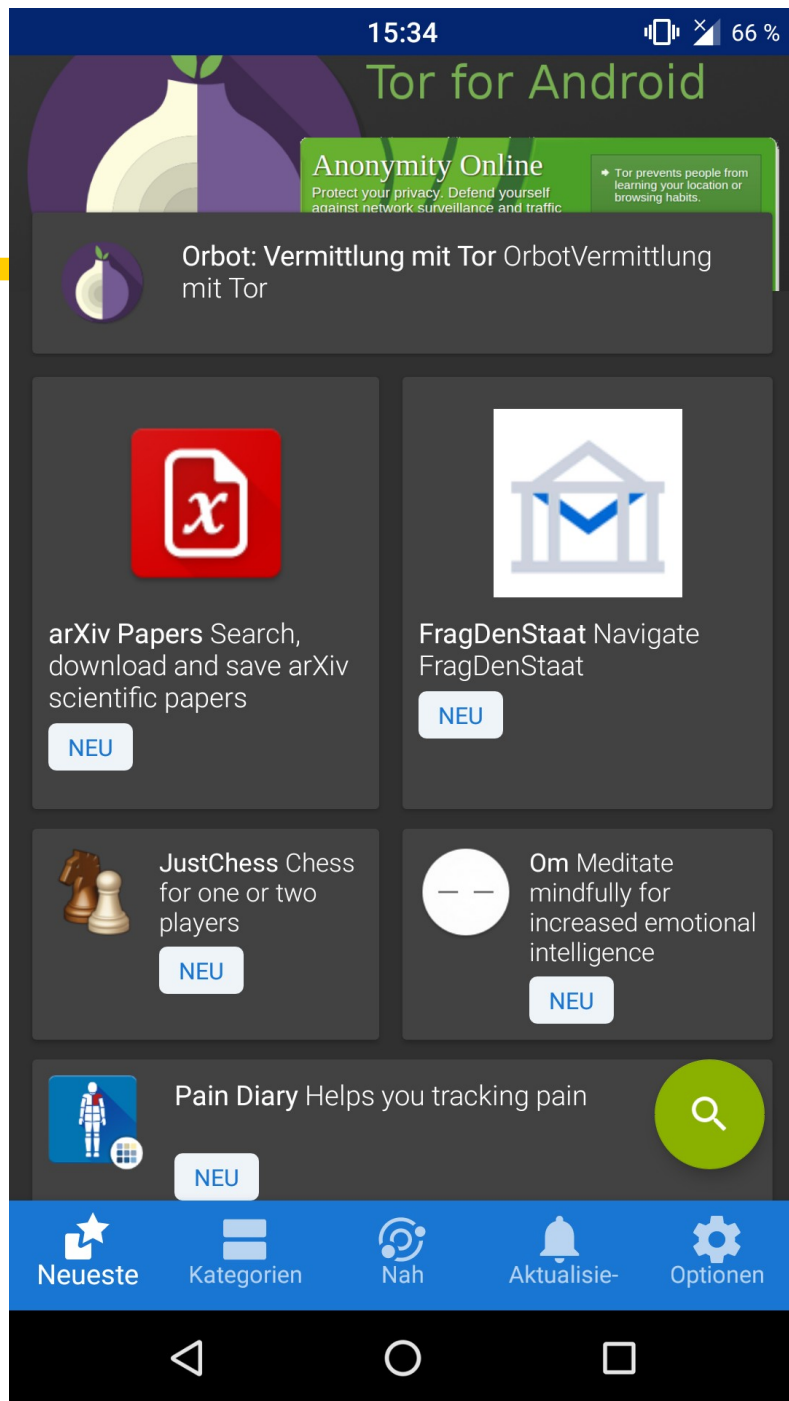 15:34
66 %
Tor for Android
Anonymity Online
Protect your privacy. Defend yourself
against network surveillance and traffic
Tor prevents people from
learning your location or
browsing habits.
Orbot: Vermittlung mit Tor OrbotVermittlung
mit Tor
x
arXiv Papers Search,
download and save arXiv
scientific papers
NEU
FragDenStaat Navigate
FragDenStaat
NEU
JustChess Chess
for one or two
players
NEU
Om Meditate
mindfully for
increased emotional
intelligence
NEU
Pain Diary Helps you tracking pain
NEU
Neueste
Kategorien
Nah
Aktualisie-
Optionen